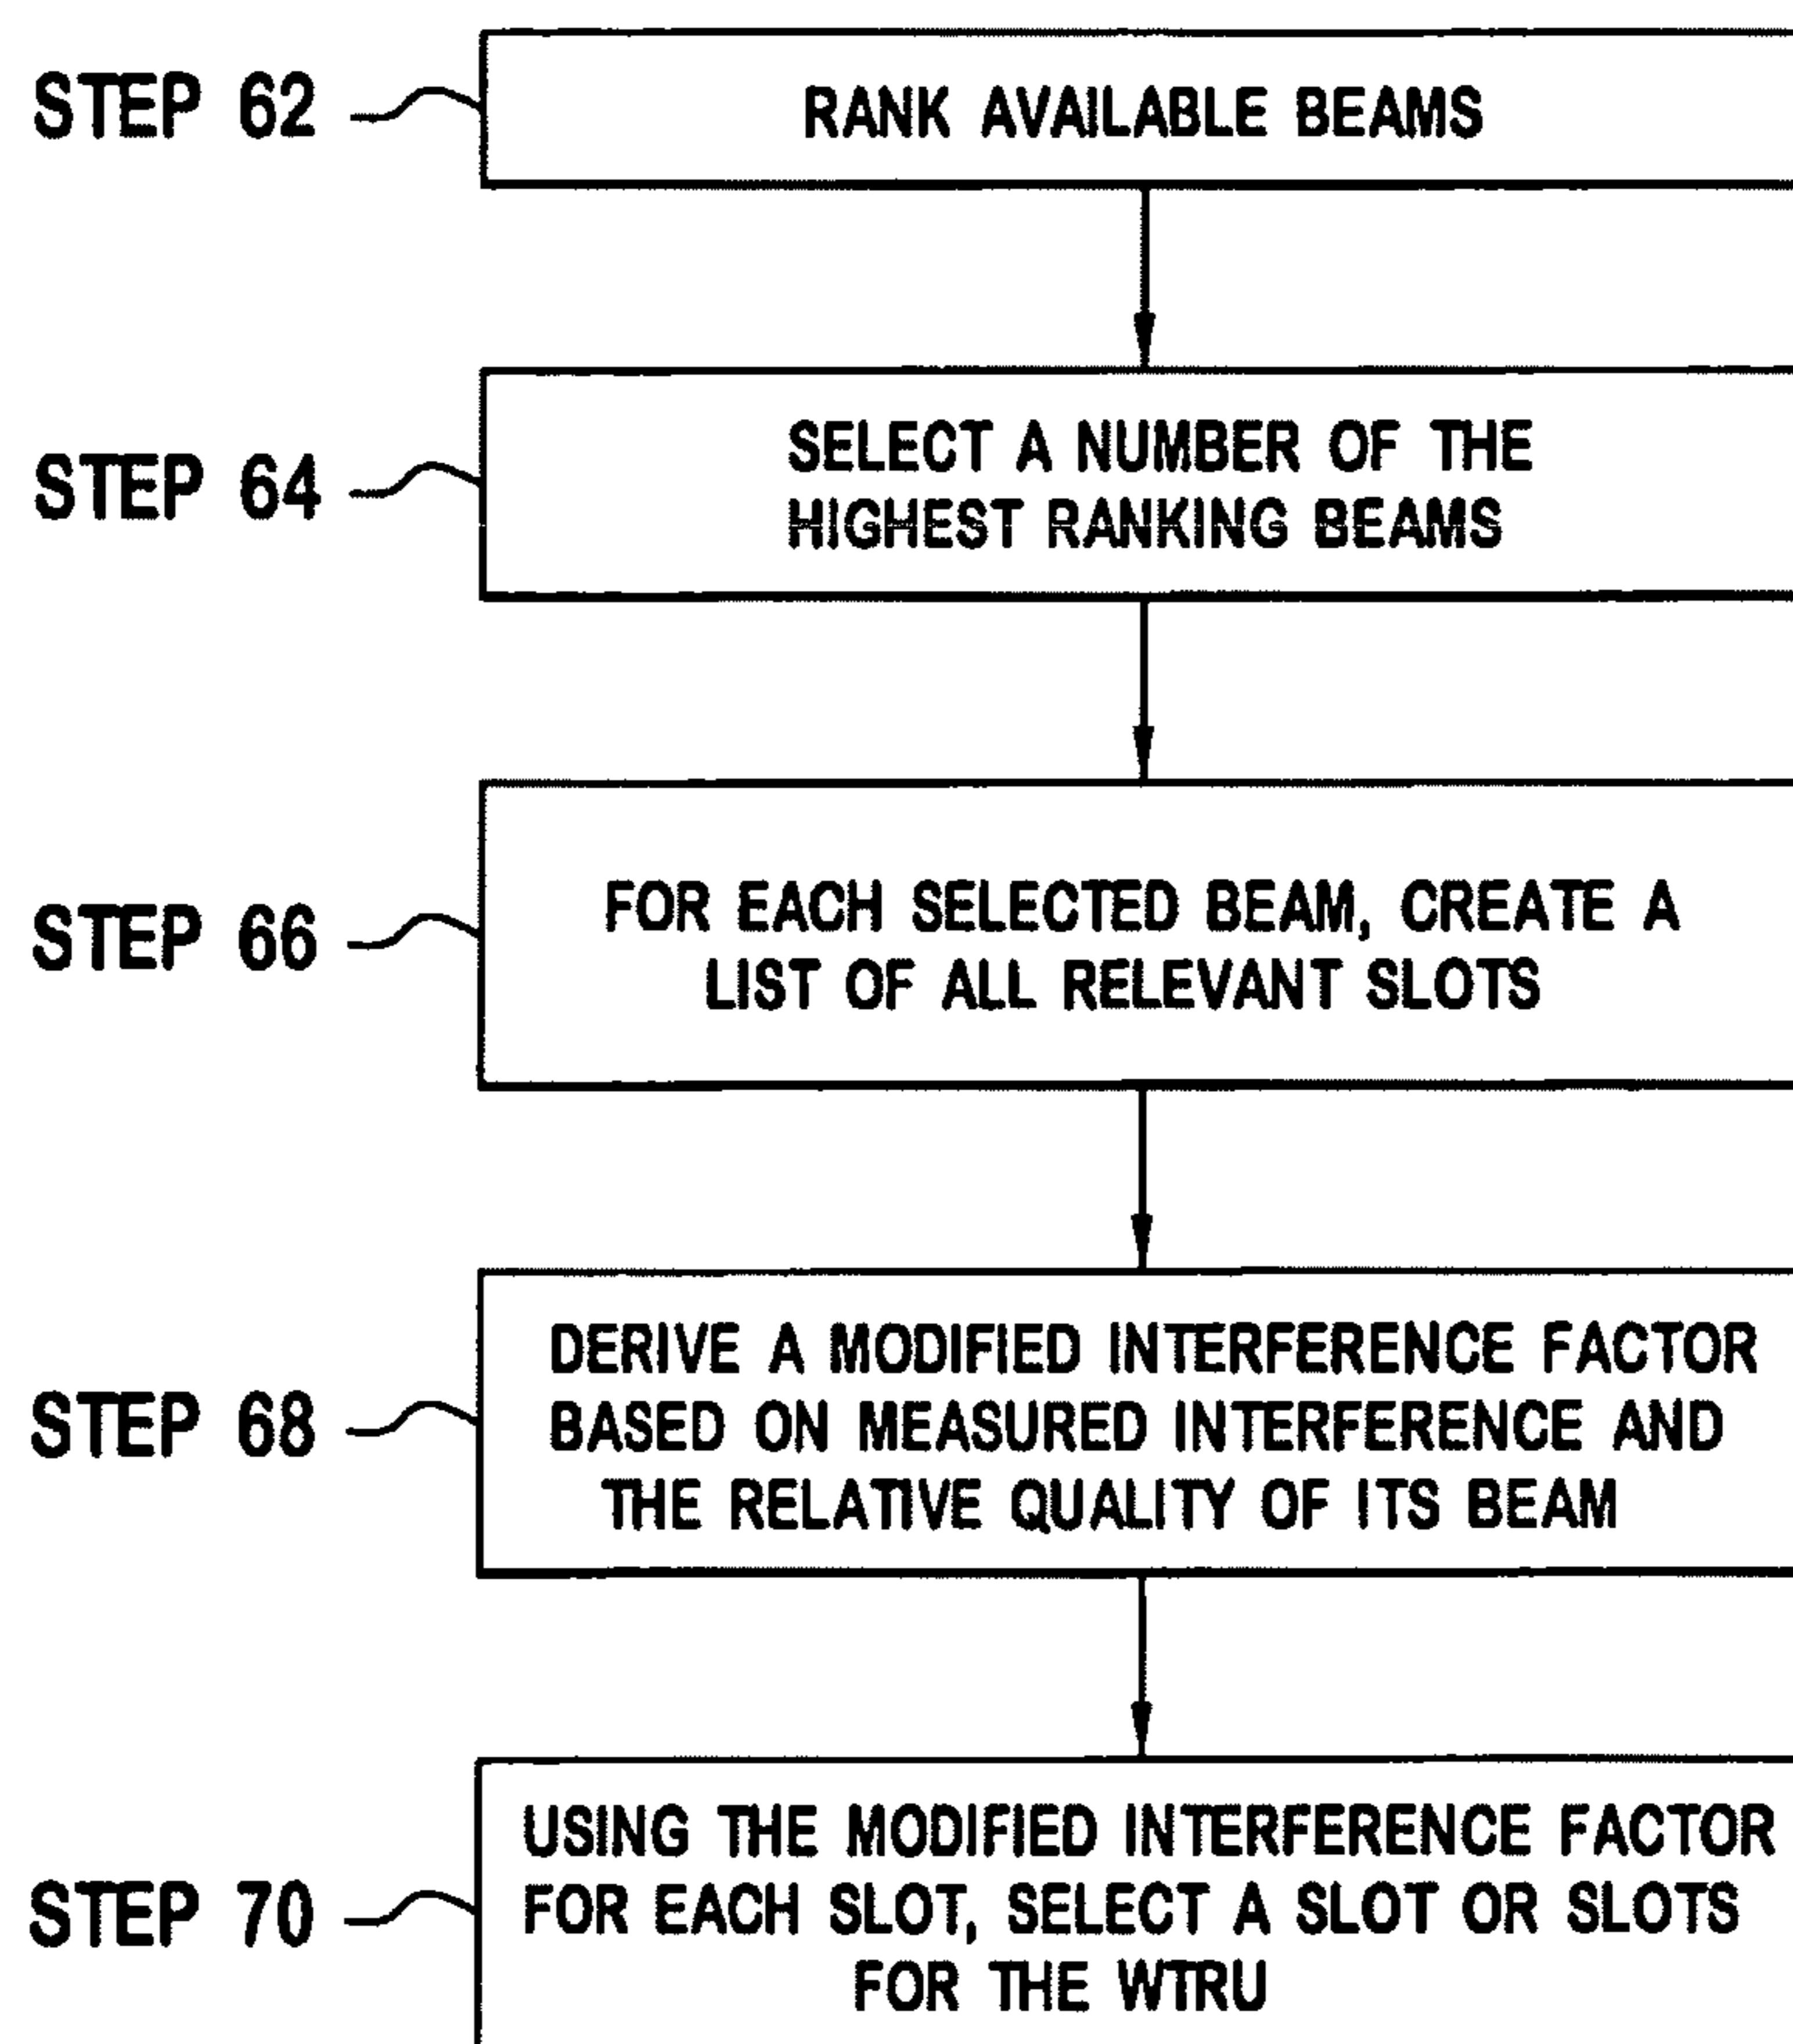 STEP 62
RANK AVAILABLE BEAMS
STEP 64
SELECT A NUMBER OF THE
HIGHEST RANKING BEAMS
STEP 66
FOR EACH SELECTED BEAM, CREATE A
LIST OF ALL RELEVANT SLOTS
STEP 68
DERIVE A MODIFIED INTERFERENCE FACTOR
BASED ON MEASURED INTERFERENCE AND
THE RELATIVE QUALITY OF ITS BEAM
STEP 70
USING THE MODIFIED INTERFERENCE FACTOR
FOR EACH SLOT, SELECT A SLOT OR SLOTS
FOR THE WTRU